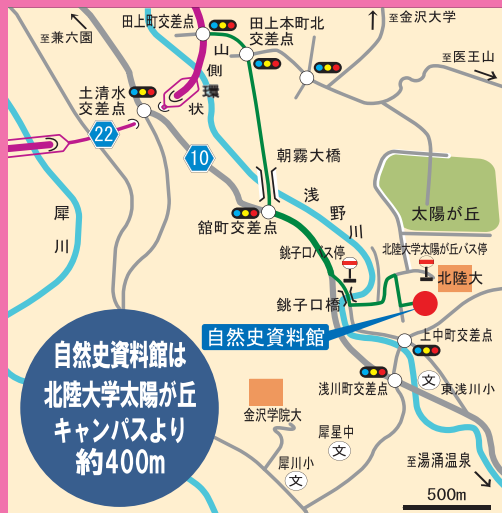 至兼六園
田上町交差点
田上本町北
交差点
至金沢大学
至医王山
山側環状
土清水
交差点
22
10
朝霧大橋
浅野川
犀川
太陽が丘
舘町交差点
銚子口バス停
北陸大学太陽が丘バス停
北陸大
銚子口橋
自然史資料館
上中町交差点
自然史資料館は
北陸大学太陽が丘
キャンパスより
約400m
浅川町交差点
文
東浅川小
金沢学院大
犀星中
文
犀川小
文
至湯涌温泉
500m